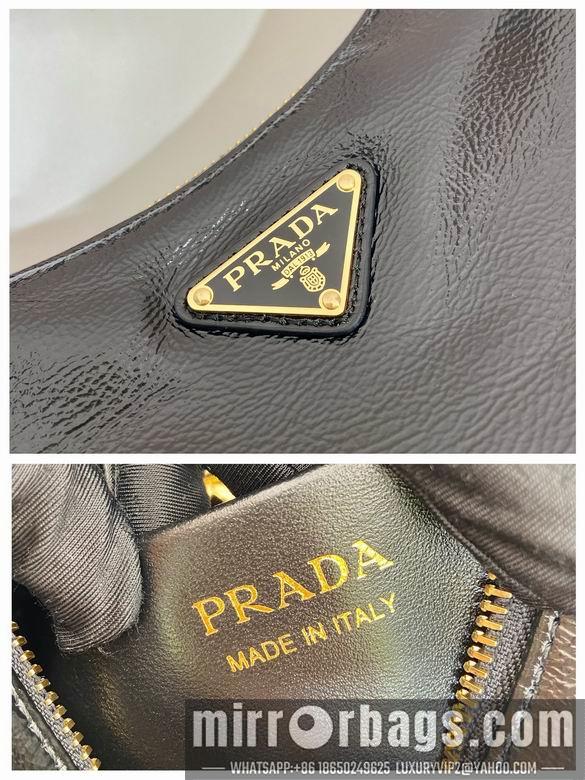 PRADA
MILANO
DAL 1913
PRADA
MADE IN ITALY
mirrorbags.com
WHATSAPP:+86 18650249625 LUXURYVIP2@YAHOO.COM